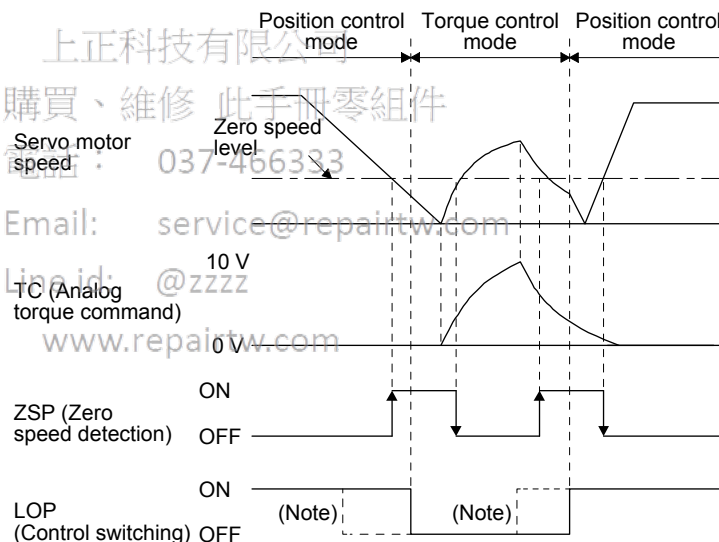 Position control mode
Torque control mode
Position control mode
上正科技有限公司
購買、維修 此手冊零組件
Servo motor speed
Zero speed level
電話: 037-466333
Email: service@repairtw.com
10 V
Line id: @zzzz
TC (Analog torque command)
www.repairtw.com
0 V
ON
ZSP (Zero speed detection)
OFF
ON
LOP
(Control switching)
(Note)
(Note)
OFF